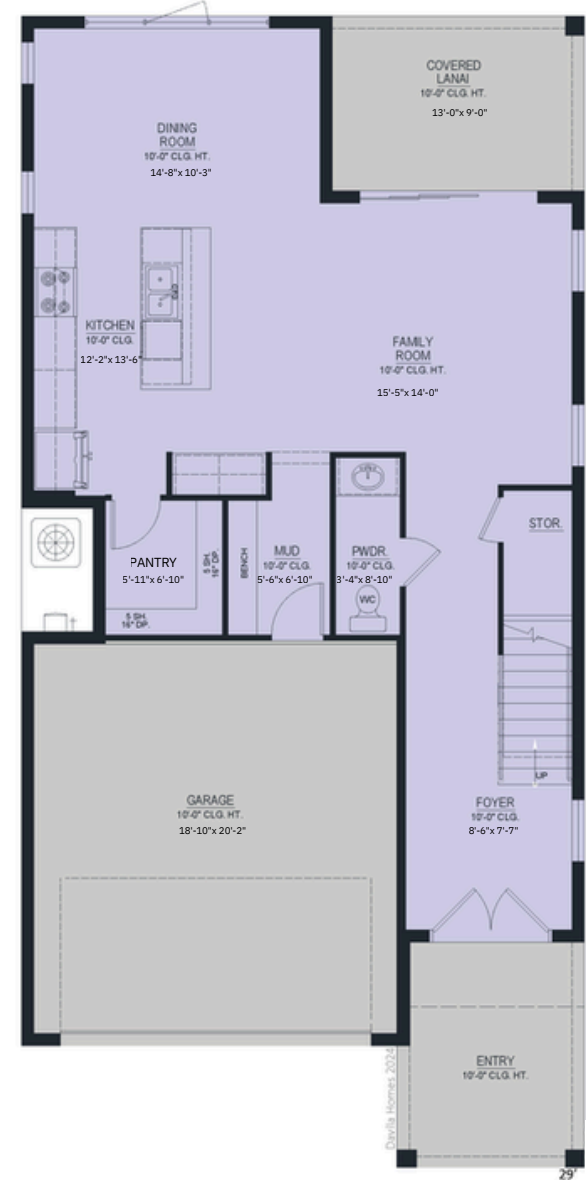 COVERED
LANAI
10'-0" CLG. HT.
13'-0"x 9'-0"
DINING
ROOM
10'-0" CLG. HT.
14'-8"x 10'-3"
KITCHEN
10'-0" CLG.
12'-2"x 13'-6"
FAMILY
ROOM
10'-0" CLG. HT.
15'-5"x 14'-0"
PANTRY
5'-11"x 6'-10"
5 SH.
16" DP.
5 SH.
16" DP.
BENCH
MUD
10'-0" CLG.
5'-6"x 6'-10"
PWDR.
10'-0" CLG.
3'-4"x 8'-10"
WC
STOR.
UP
GARAGE
10'-0" CLG. HT.
18'-10"x 20'-2"
FOYER
10'-0" CLG.
8'-6"x 7'-7"
ENTRY
10'-0" CLG. HT.
Davila Homes 2024
29'